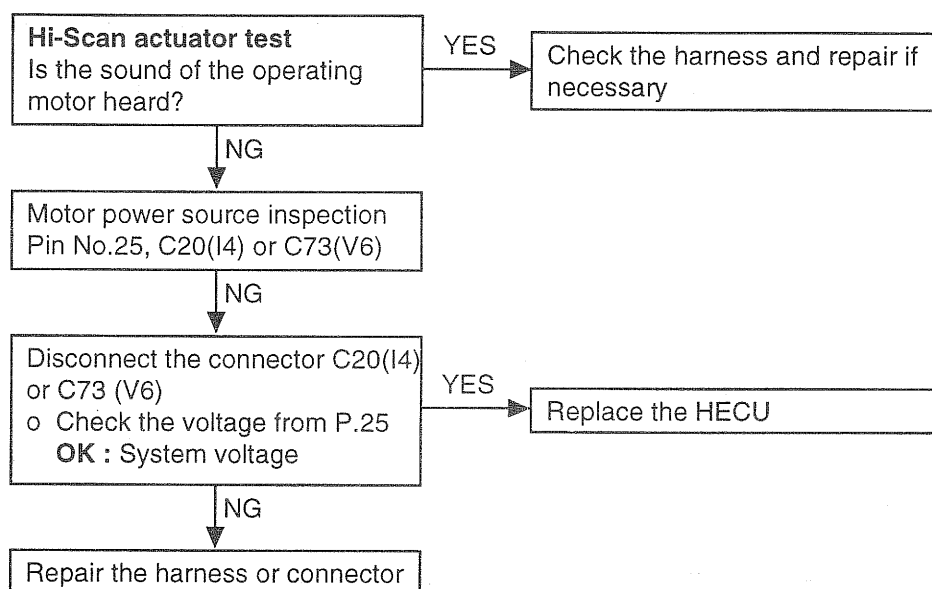 Hi-Scan actuator test
Is the sound of the operating
motor heard?
YES
Check the harness and repair if
necessary
NG
Motor power source inspection
Pin No.25, C20(I4) or C73(V6)
NG
Disconnect the connector C20(I4)
or C73 (V6)
o Check the voltage from P.25
OK : System voltage
YES
Replace the HECU
NG
Repair the harness or connector